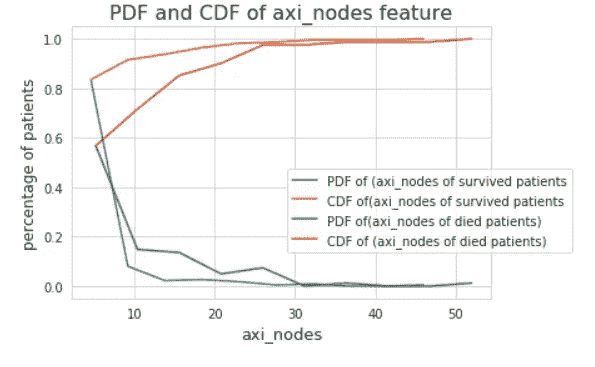 PDF and CDF of axi_nodes feature
percentage of patients
1.0
0.8
0.6
0.4
0.2
0.0
PDF of (axi_nodes of survived patients
CDF of(axi_nodes of survived patients
PDF of(axi_nodes of died patients)
CDF of (axi_nodes of died patients)
10 20 30 40 50
axi_nodes